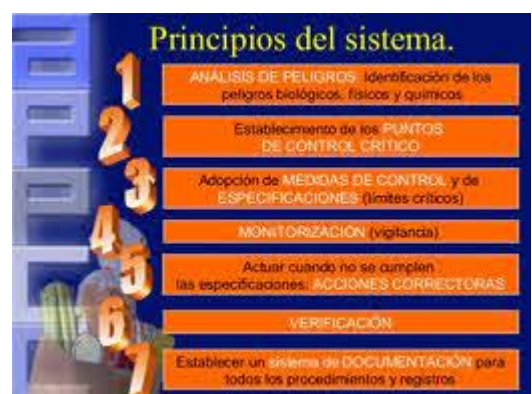 Principios del sistema.
1
ANÁLISIS DE PELIGROS. Identificación de los
peligros biológicos, físicos y químicos
2
Establecimiento de los PUNTOS
DE CONTROL CRÍTICO
3
Adopción de MEDIDAS DE CONTROL y de
ESPECIFICACIONES (límites críticos)
4
MONITORIZACIÓN (vigilancia)
5
Actuar cuando no se cumplen
las especificaciones: ACCIONES CORRECTORAS
6
VERIFICACIÓN
7
Establecer un sistema de DOCUMENTACIÓN para
todos los procedimientos y registros